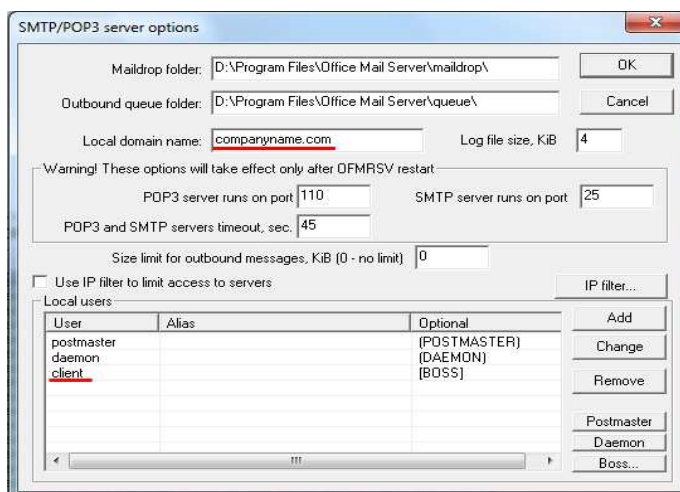 SMTP/POP3 server options
Maildrop folder: D:\Program Files\Office Mail Server\maildrop\ OK
Outbound queue folder: D:\Program Files\Office Mail Server\queue\ Cancel
Local domain name: companyname.com Log file size, KiB 4
Warning! These options will take effect only after OFMRSV restart
POP3 server runs on port 110 SMTP server runs on port 25
POP3 and SMTP servers timeout, sec. 45
Size limit for outbound messages, KiB (0 - no limit) 0
Use IP filter to limit access to servers IP filter...
Local users
User Alias Optional Add
postmaster (POSTMASTER)
daemon (DAEMON) Change
client [BOSS]
Remove
Postmaster
Daemon
Boss...